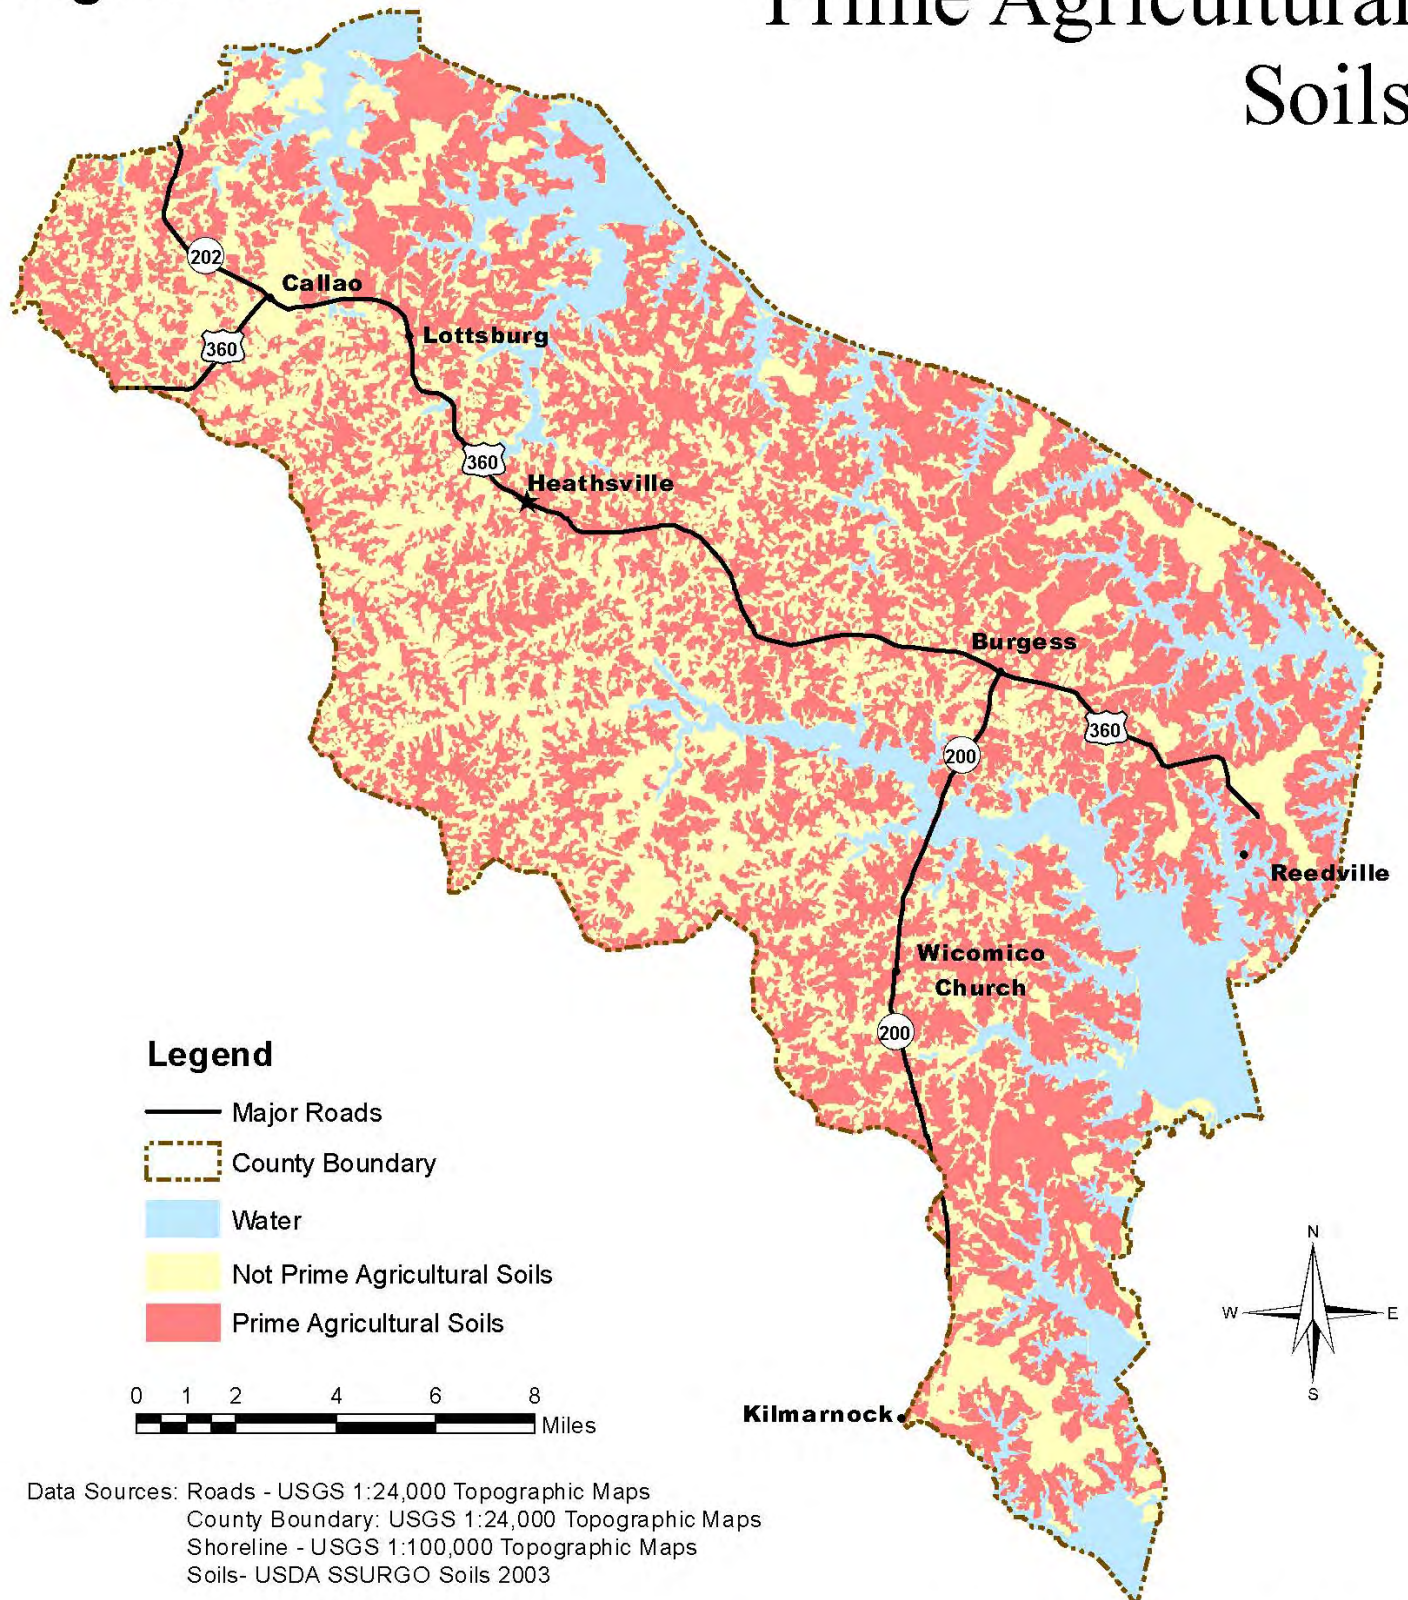 Prime Agricultural
Soils
202
Callao
360
Lottsburg
360
Heathsville
Burgess
360
200
Reedville
Wicomico
Church
200
Legend
Major Roads
County Boundary
Water
Not Prime Agricultural Soils
Prime Agricultural Soils
0 1 2 4 6 8
Miles
N
W E
S
Kilmarnock
Data Sources: Roads - USGS 1:24,000 Topographic Maps
County Boundary: USGS 1:24,000 Topographic Maps
Shoreline - USGS 1:100,000 Topographic Maps
Soils- USDA SSURGO Soils 2003